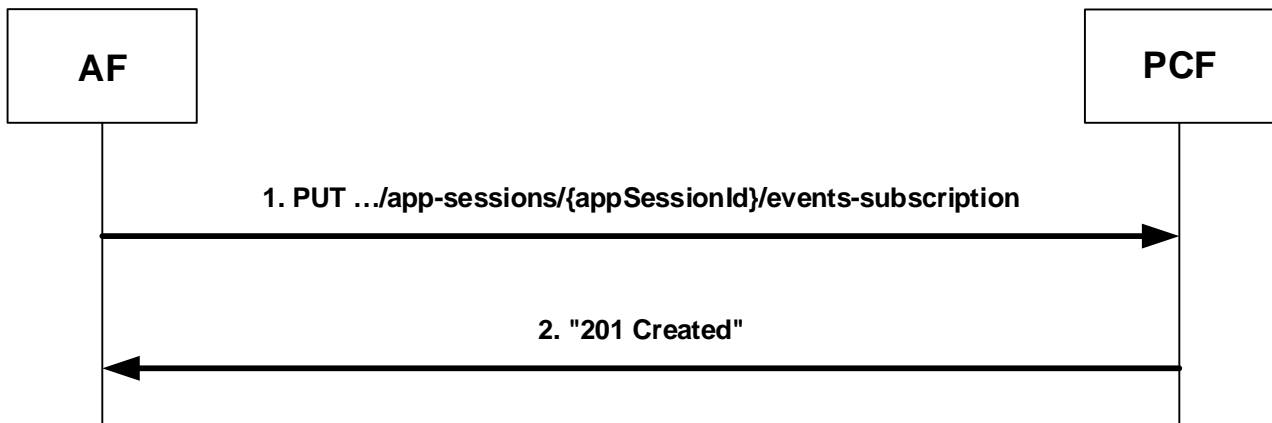 AF
PCF
1. PUT …/app-sessions/{appSessionId}/events-subscription
2. "201 Created"